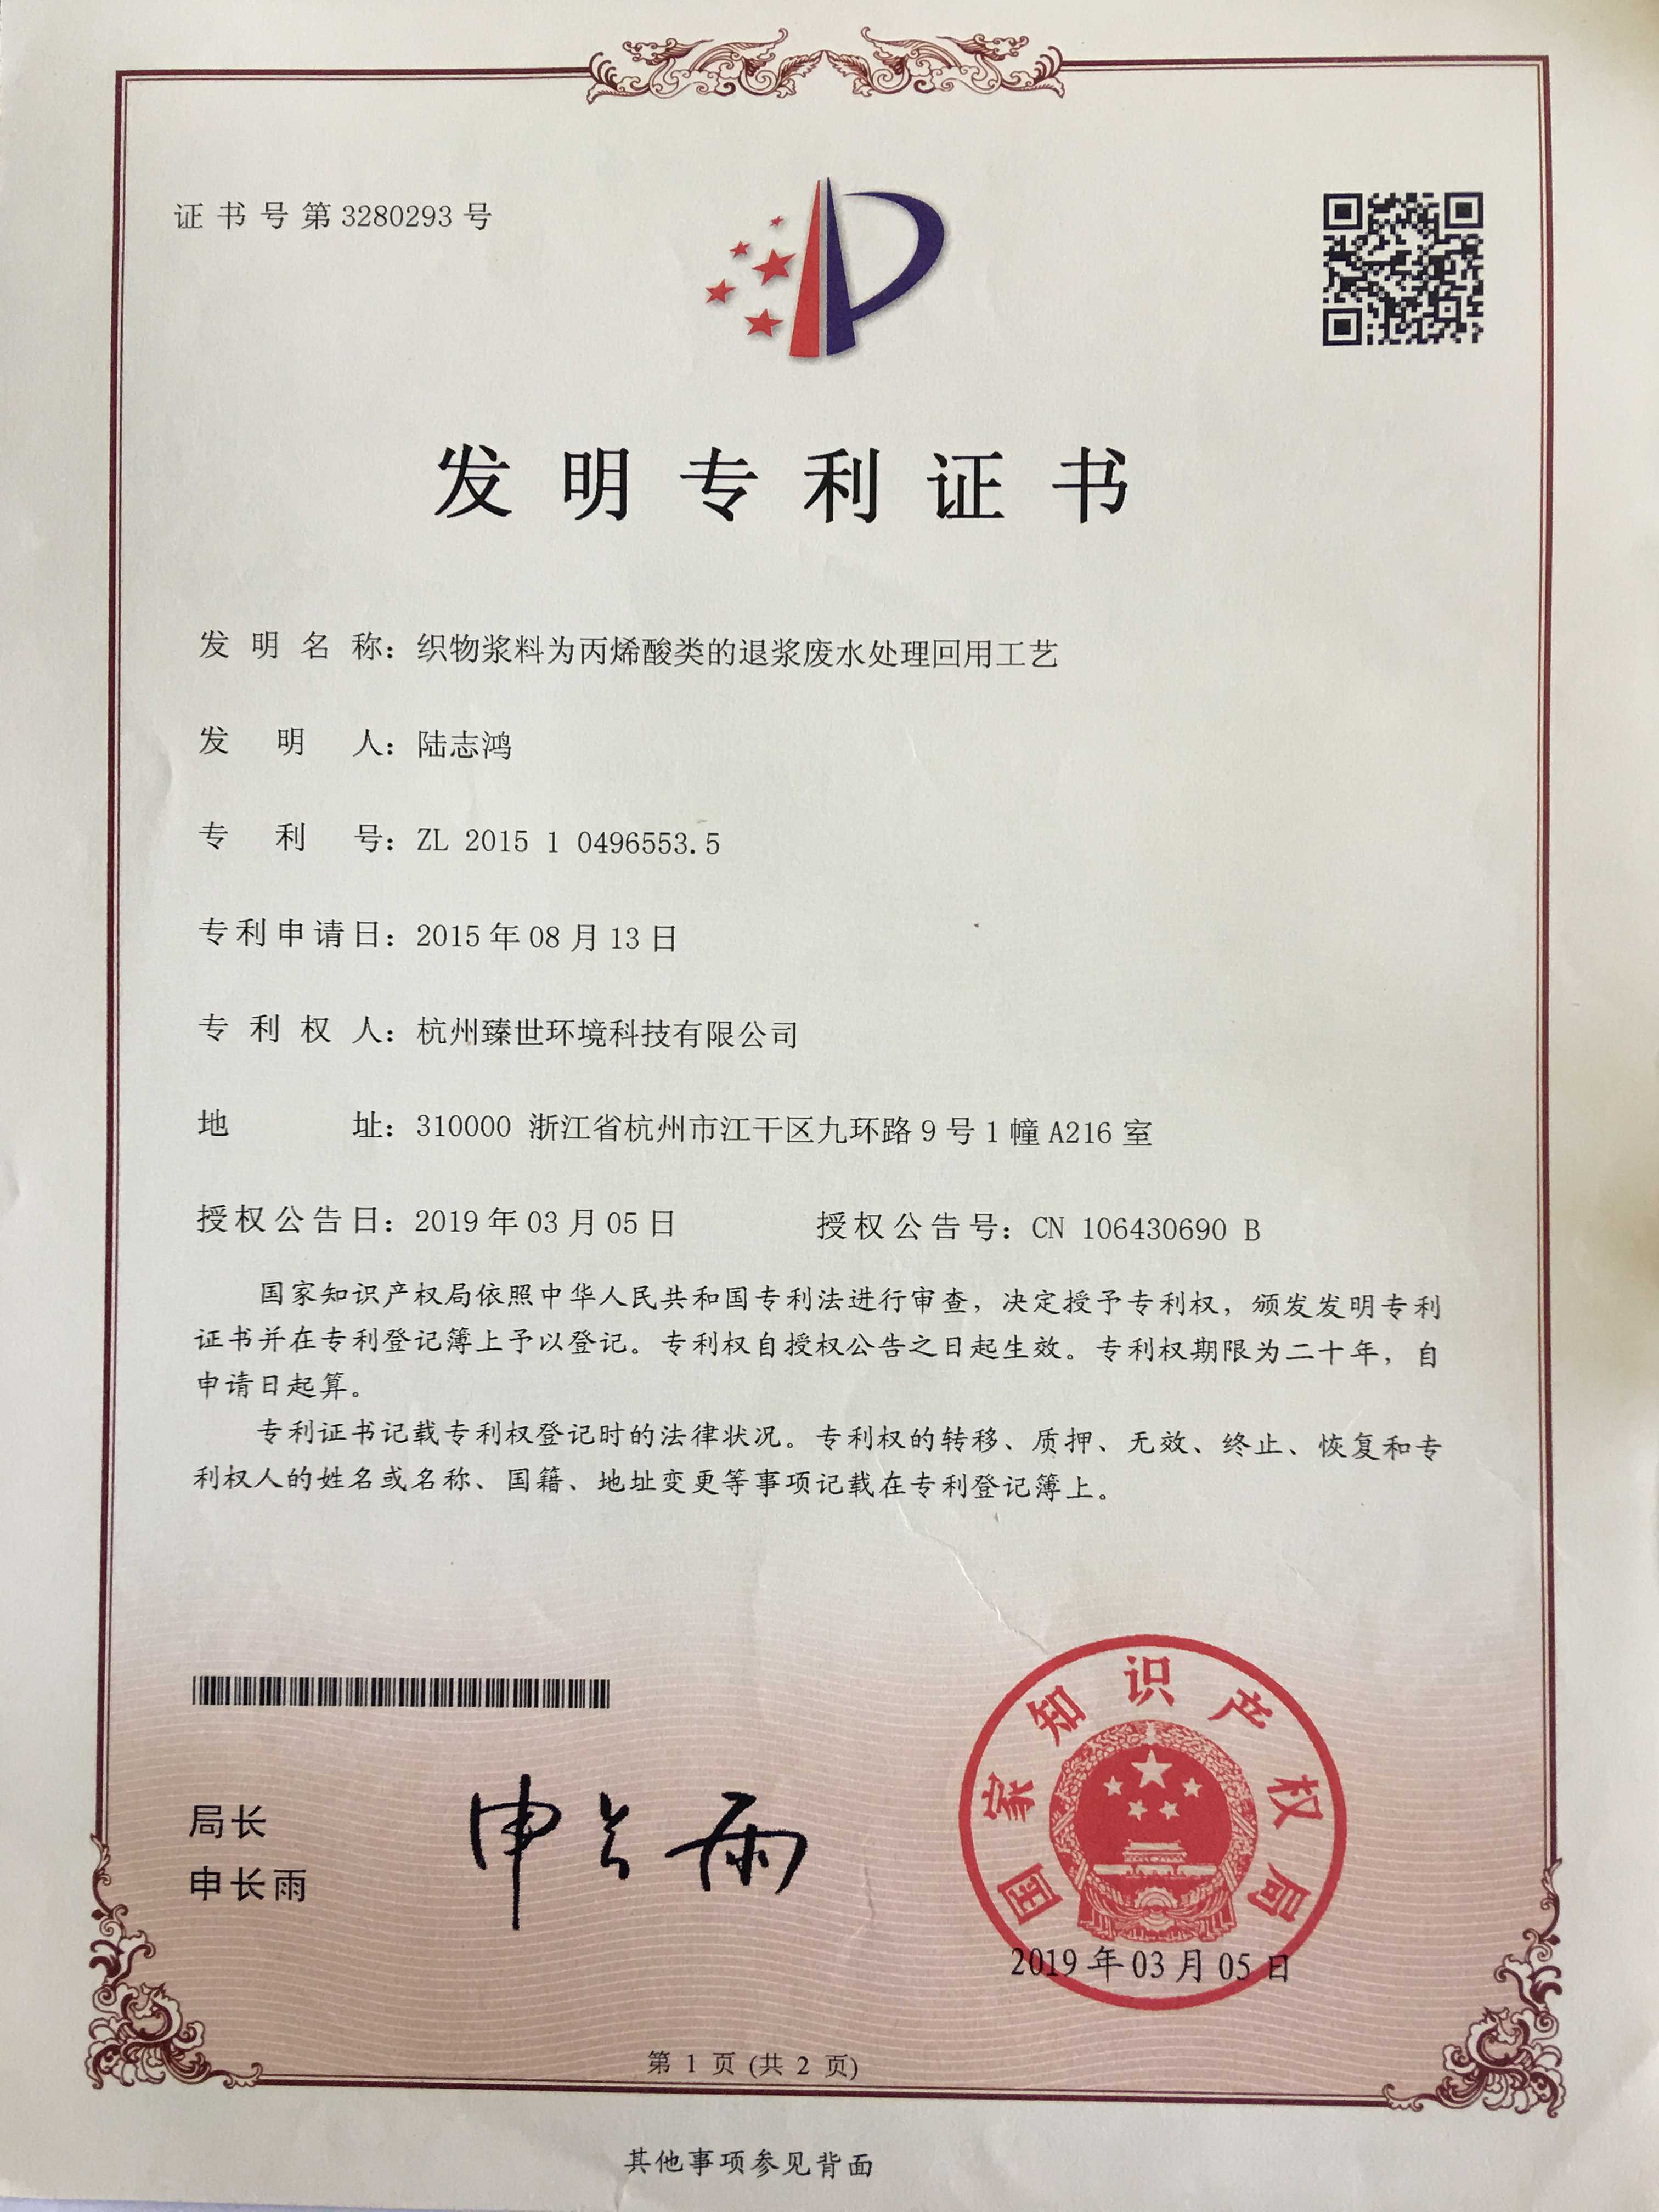 证书号第3280293号
发明专利证书
发明名称：织物浆料为丙烯酸类的退浆废水处理回用工艺
发明人：陆志鸿
专利号：ZL 2015 1 0496553.5
专利申请日：2015年08月13日
专利权人：杭州臻世环境科技有限公司
地址：310000 浙江省杭州市江干区九环路9号1幢A216室
授权公告日：2019年03月05日 授权公告号：CN 106430690 B
国家知识产权局依照中华人民共和国专利法进行审查，决定授予专利权，颁发发明专利
证书并在专利登记簿上予以登记。专利权自授权公告之日起生效。专利权期限为二十年，自
申请日起算。
专利证书记载专利权登记时的法律状况。专利权的转移、质押、无效、终止、恢复和专
利权人的姓名或名称、国籍、地址变更等事项记载在专利登记簿上。
局长
申长雨
申长雨
国家知识产权局
2019年03月05日
第 1 页 (共 2 页)
其他事项参见背面